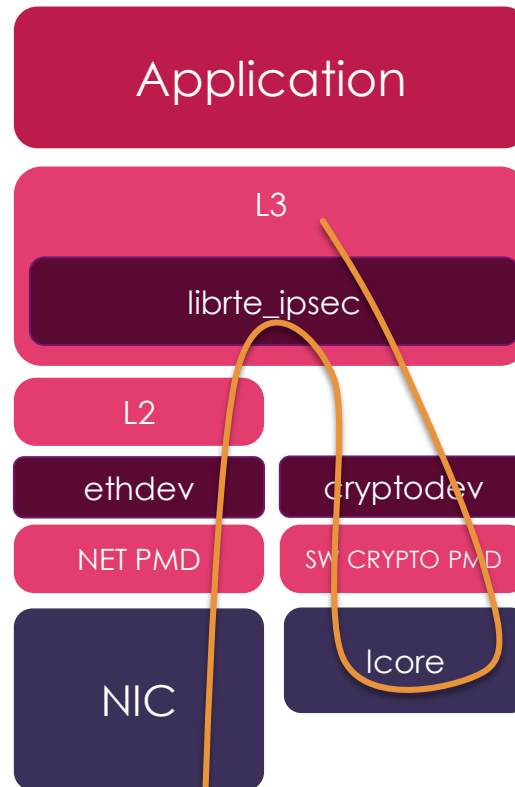 Application
L3
librte_ipsec
L2
ethdev
cryptodev
NET PMD
SW CRYPTO PMD
NIC
lcore